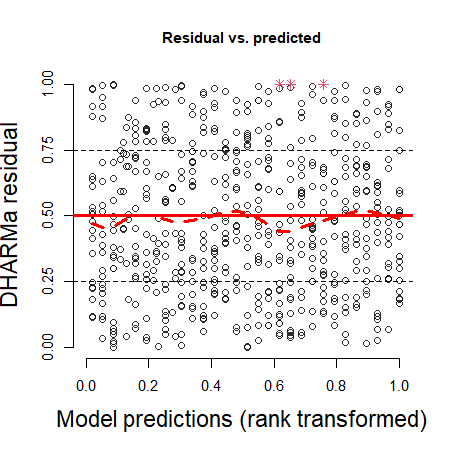 Residual vs. predicted
DHARMa residual
1.00
0.75
0.50
0.25
0.00
0.0 0.2 0.4 0.6 0.8 1.0
Model predictions (rank transformed)